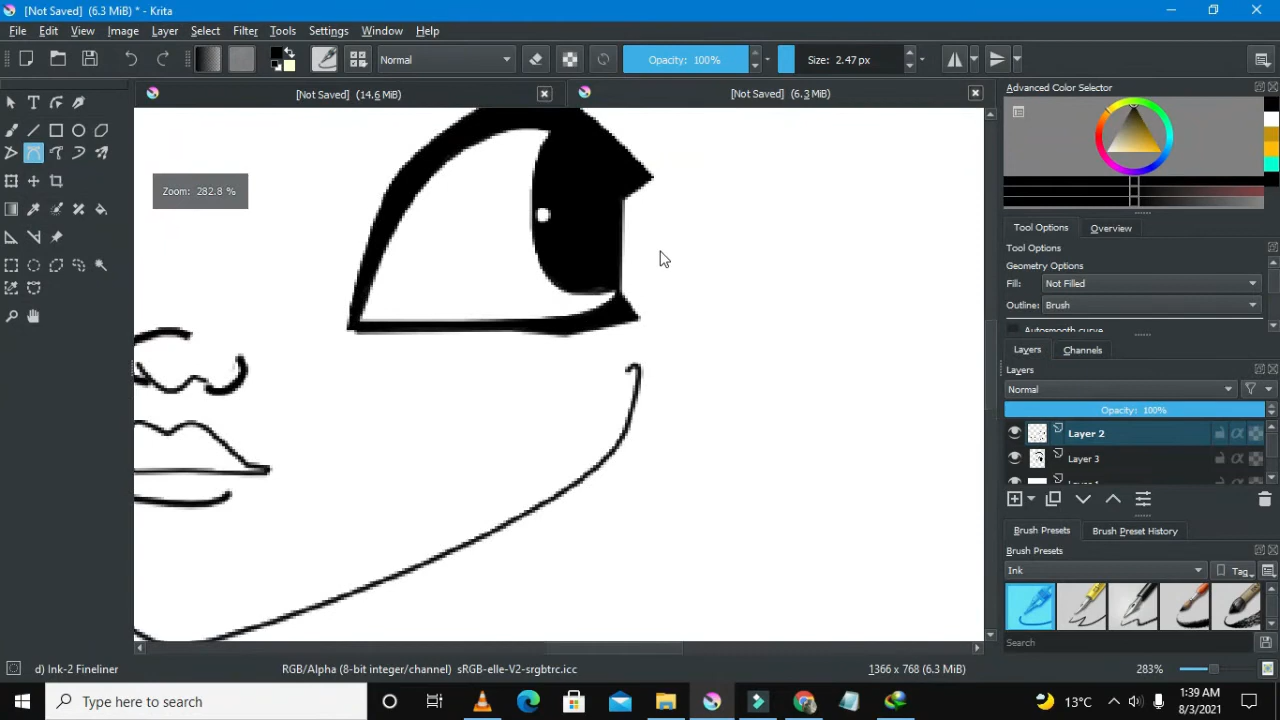 [Not Saved] (6.3 MiB) * - Krita
File Edit View Image Layer Select Filter Tools Settings Window Help
Normal
Opacity: 100%
Size: 2.47 px
[Not Saved] (14.6 MiB)
[Not Saved] (6.3 MiB)
Advanced Color Selector
Zoom: 282.8 %
Tool Options
Overview
Tool Options
Geometry Options
Fill: Not Filled
Outline: Brush
Autosmooth curve
Layers
Channels
Layers
Normal
Opacity: 100%
Layer 2
Layer 3
Brush Presets
Brush Preset History
Brush Presets
Ink
Tag
Search
d) Ink-2 Fineliner
RGB/Alpha (8-bit integer/channel) sRGB-elle-V2-srgbtrc.icc
1366 x 768 (6.3 MiB)
283%
Type here to search
13°C
1:39 AM
8/3/2021